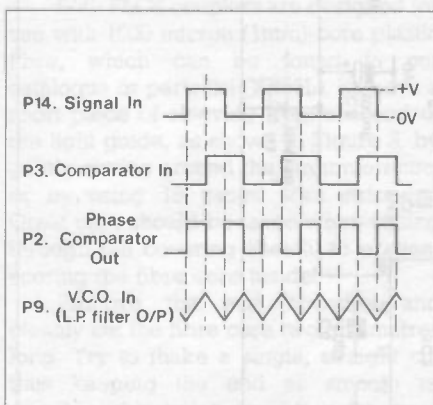 P14. Signal In
+V
0V
P3. Comparator In
Phase
P2. Comparator
Out
P9. V.C.O. In
(L.P. filter O/P)